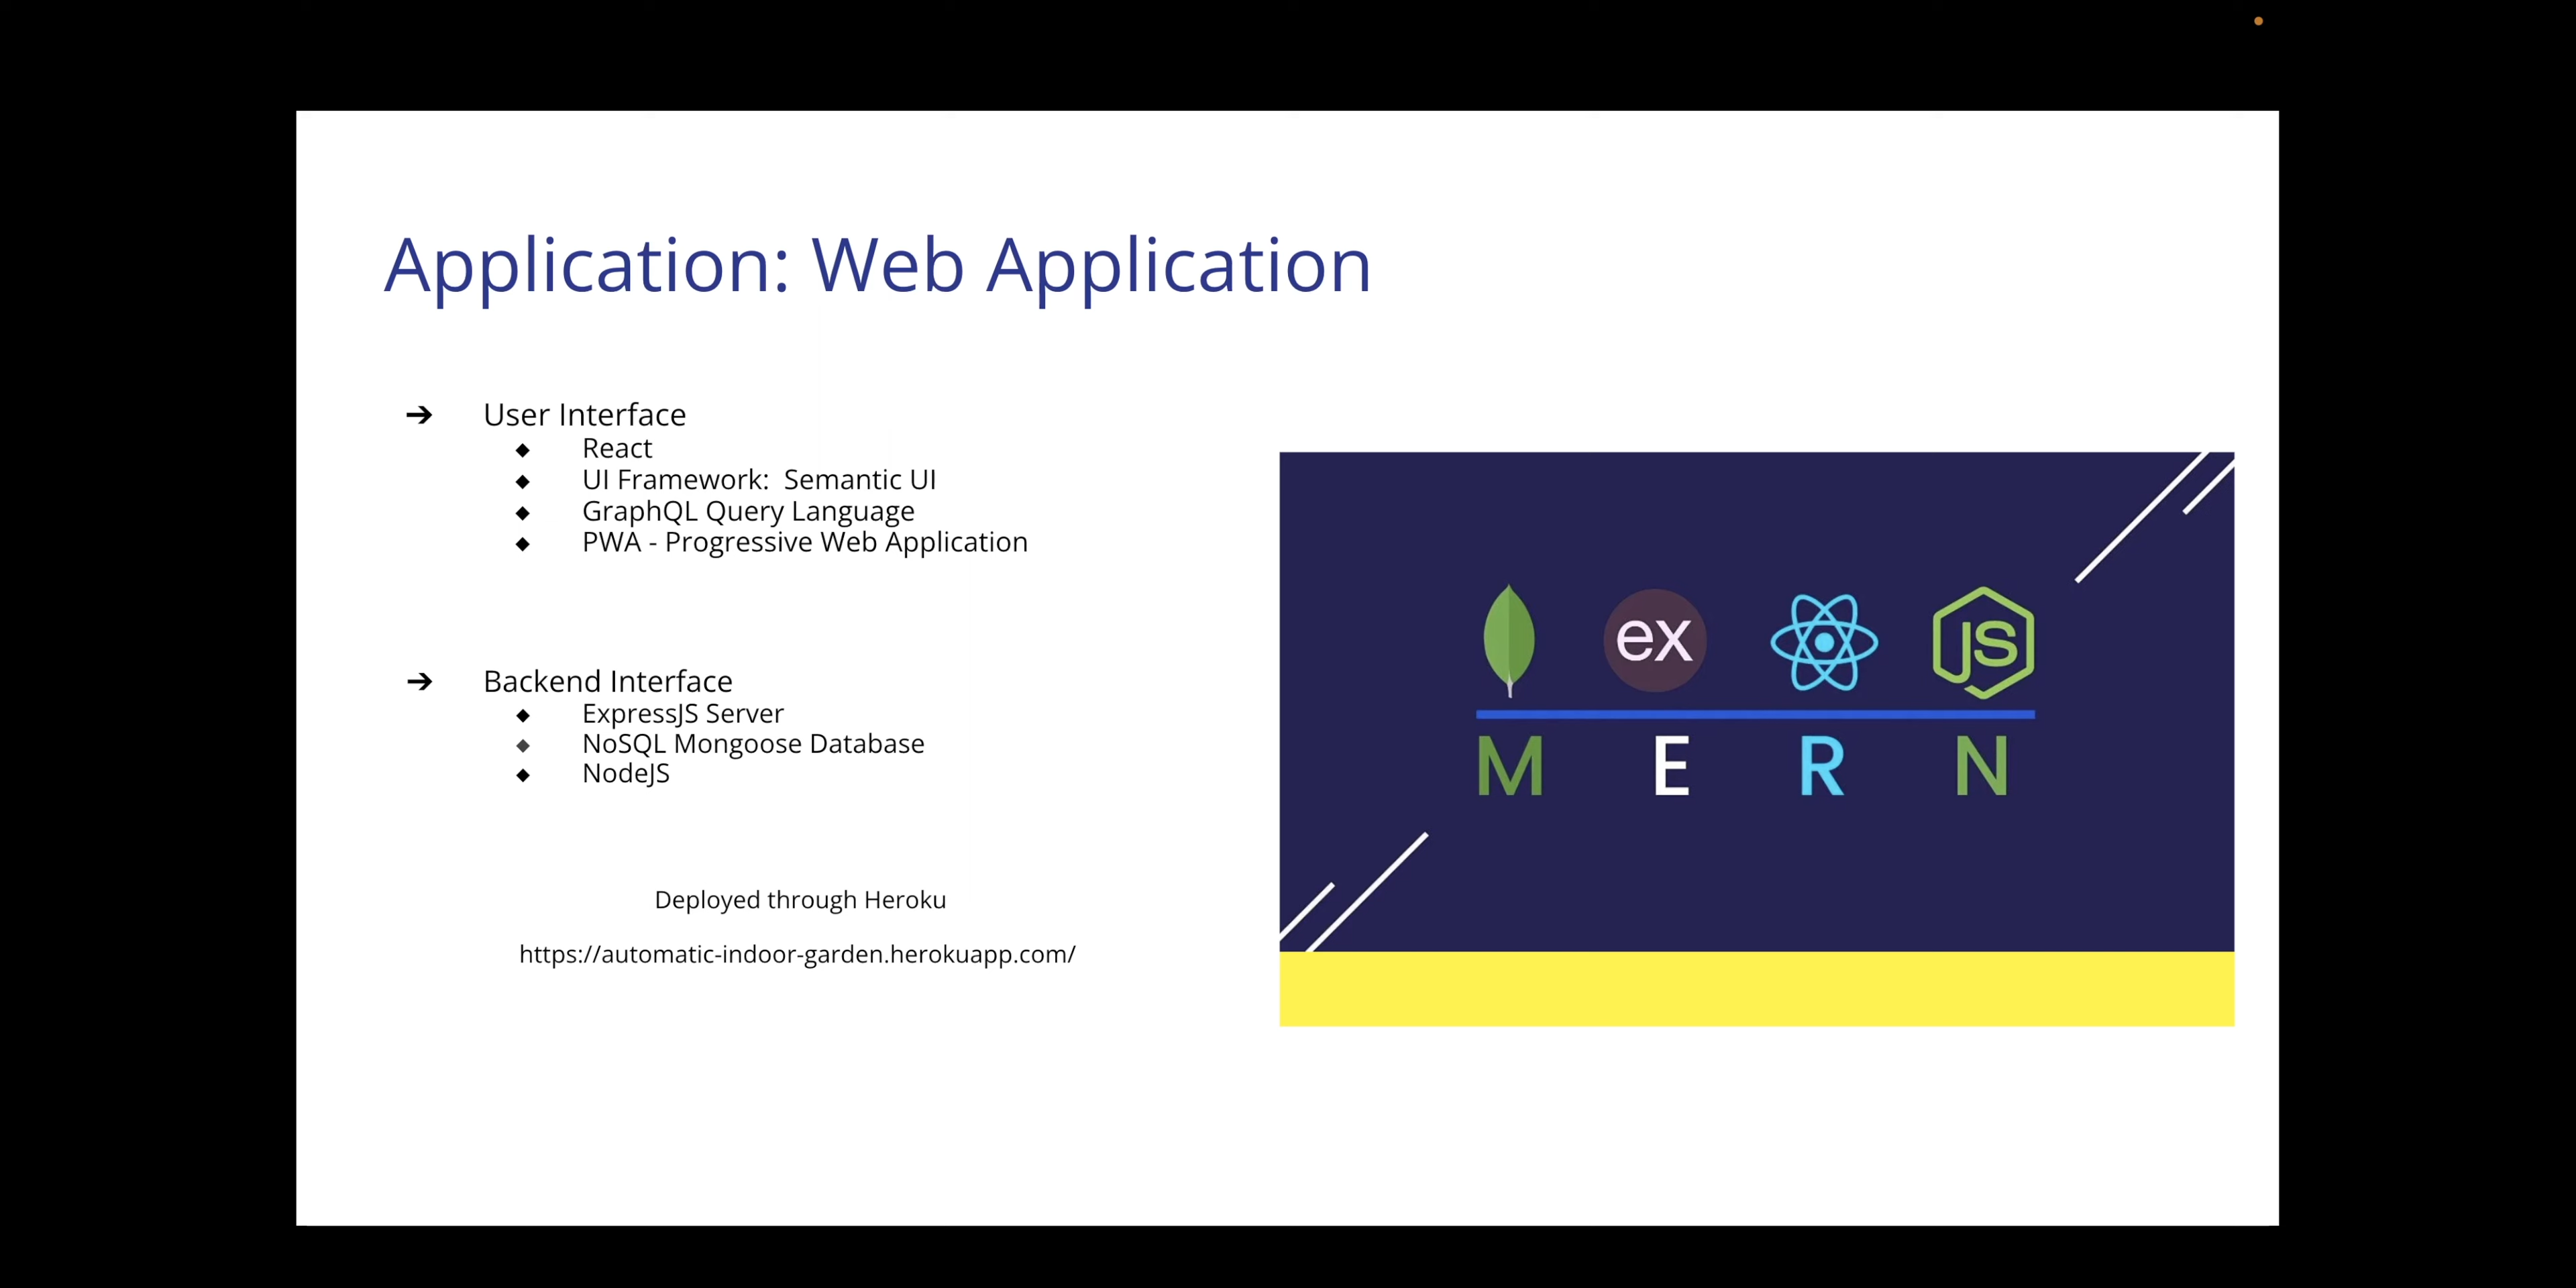 Application: Web Application
➔ User Interface
◆ React
◆ UI Framework:  Semantic UI
◆ GraphQL Query Language
◆ PWA - Progressive Web Application
➔ Backend Interface
◆ ExpressJS Server
◆ NoSQL Mongoose Database
◆ NodeJS
Deployed through Heroku
https://automatic-indoor-garden.herokuapp.com/
ex JS
M E R N